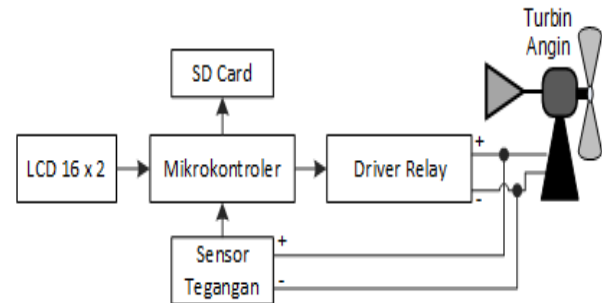 Turbin
Angin
SD Card
LCD 16 x 2
Mikrokontroler
Driver Relay
+
-
Sensor
Tegangan
+
-